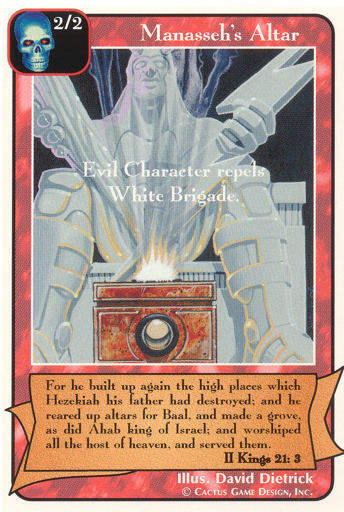 2/2
Manasseh's Altar
Evil Character repels
White Brigade.
For he built up again the high places which
Hezekiah his father had destroyed; and he
reared up altars for Baal, and made a grove,
as did Ahab king of Israel; and worshiped
all the host of heaven, and served them.
II Kings 21: 3
Illus. David Dietrick
© Cactus Game Design, Inc.